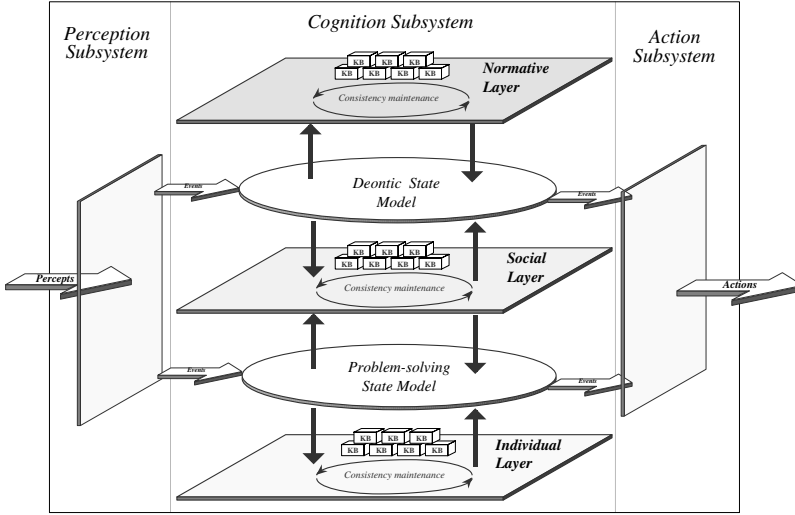 Perception
Subsystem
Cognition Subsystem
Action
Subsystem
KB KB KB
KB KB KB KB
Normative
Layer
Consistency maintenance
Events
Deontic State
Model
Events
KB KB KB
KB KB KB KB
Social
Layer
Percepts
Consistency maintenance
Actions
Events
Problem-solving
State Model
Events
KB KB KB
KB KB KB KB
Individual
Layer
Consistency maintenance